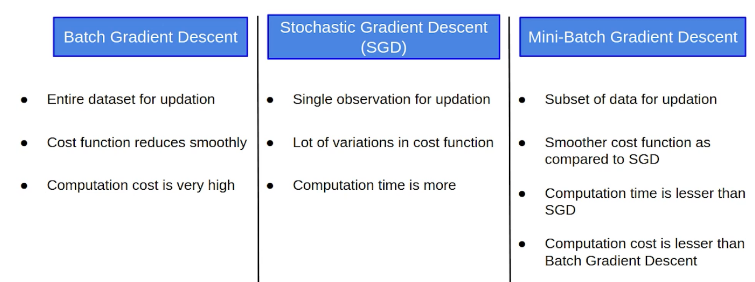 Batch Gradient Descent
● Entire dataset for updation
● Cost function reduces smoothly
● Computation cost is very high
Stochastic Gradient Descent
(SGD)
● Single observation for updation
● Lot of variations in cost function
● Computation time is more
Mini-Batch Gradient Descent
● Subset of data for updation
● Smoother cost function as
compared to SGD
● Computation time is lesser than
SGD
● Computation cost is lesser than
Batch Gradient Descent